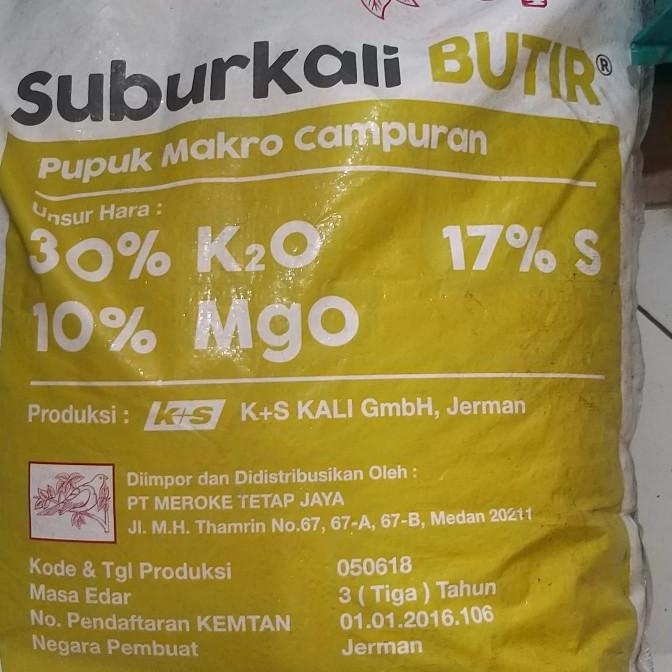 Suburkali BUTIR®
Pupuk Makro Campuran
Unsur Hara :
30% K₂O 17% S
10% MgO
Produksi : K+S K+S KALI GmbH, Jerman
Diimpor dan Didistribusikan Oleh :
PT MEROKE TETAP JAYA
Jl. M.H. Thamrin No.67, 67-A, 67-B, Medan 20211
Kode & Tgl Produksi 050618
Masa Edar 3 ( Tiga ) Tahun
No. Pendaftaran KEMTAN 01.01.2016.106
Negara Pembuat Jerman